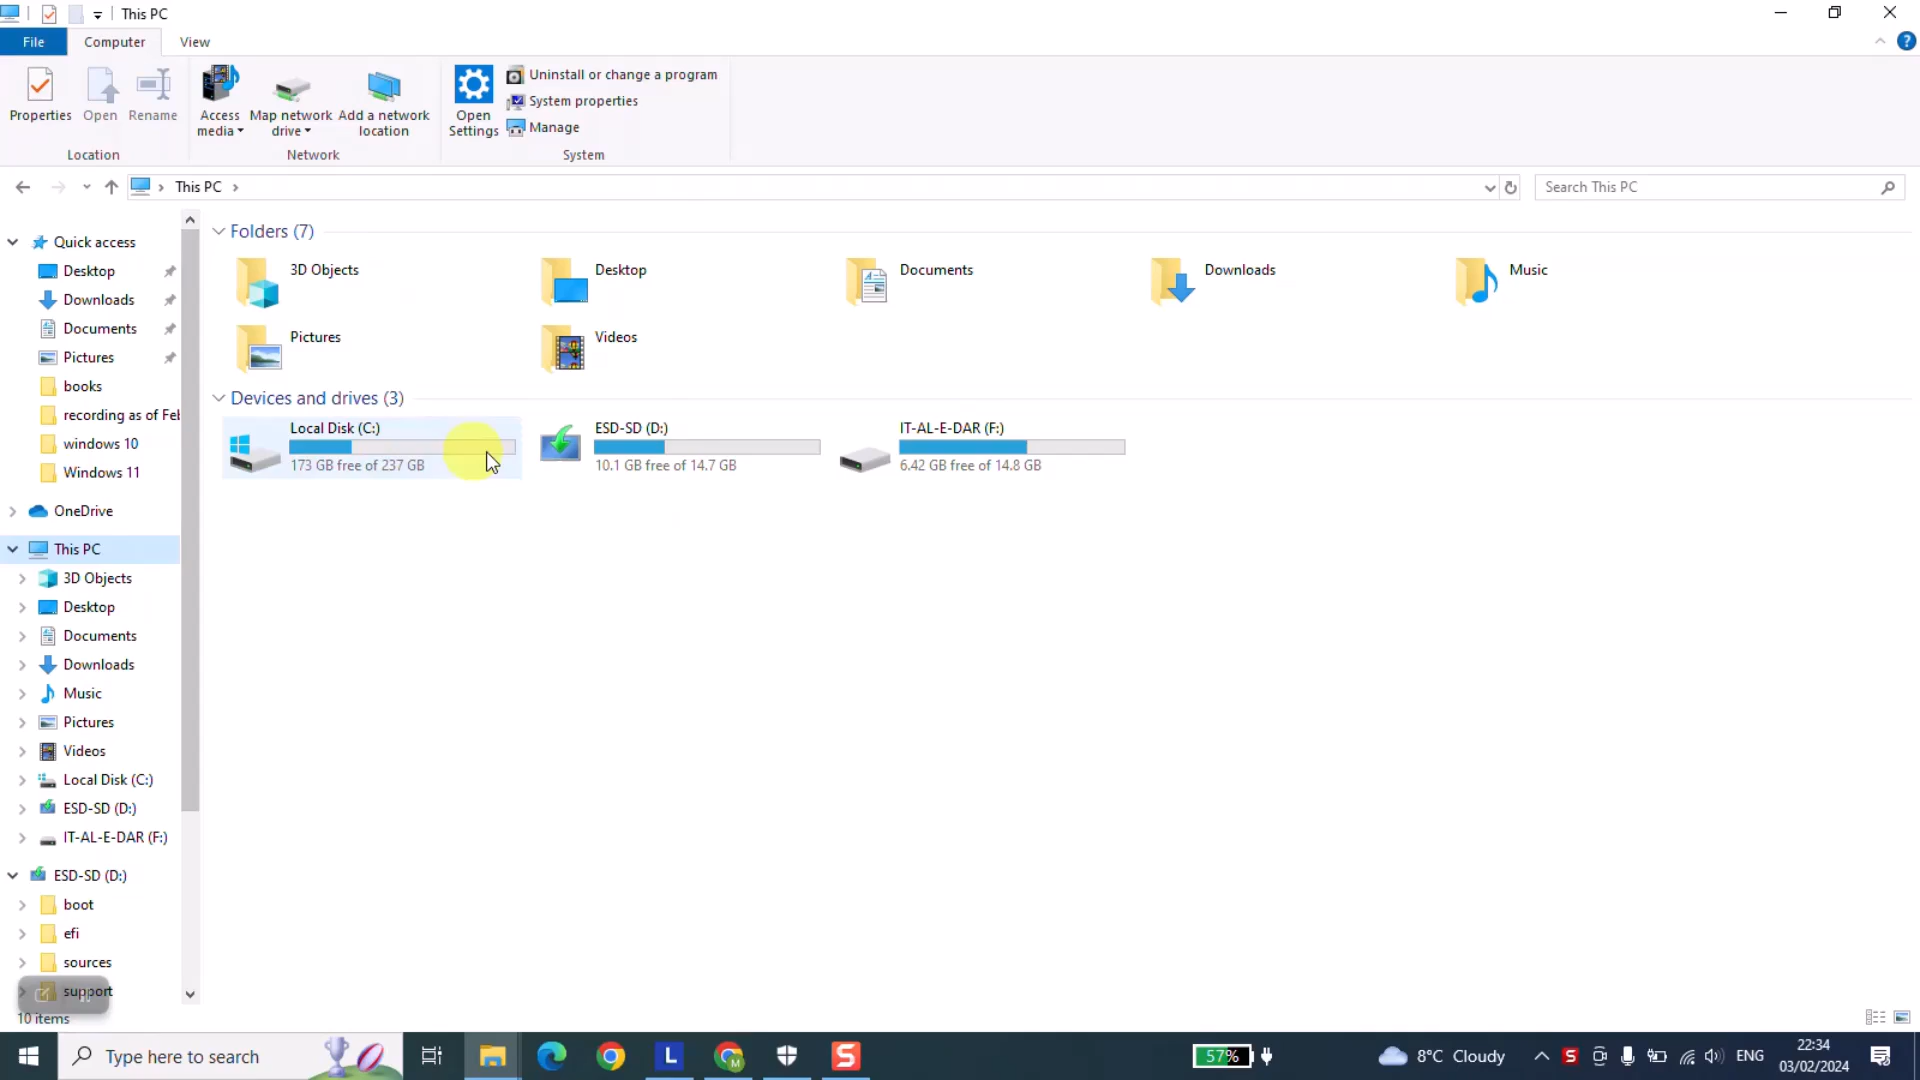 This PC
File
Computer
View
Properties
Open
Rename
Access
media
Map network
drive
Add a network
location
Open
Settings
Uninstall or change a program
System properties
Manage
Location
Network
System
This PC
Search This PC
Quick access
Desktop
Downloads
Documents
Pictures
books
recording as of Feb
windows 10
Windows 11
OneDrive
This PC
3D Objects
Desktop
Documents
Downloads
Music
Pictures
Videos
Local Disk (C:)
ESD-SD (D:)
IT-AL-E-DAR (F:)
ESD-SD (D:)
boot
efi
sources
support
10 items
Folders (7)
3D Objects
Desktop
Documents
Downloads
Music
Pictures
Videos
Devices and drives (3)
Local Disk (C:)
173 GB free of 237 GB
ESD-SD (D:)
10.1 GB free of 14.7 GB
IT-AL-E-DAR (F:)
6.42 GB free of 14.8 GB
Type here to search
L
M
S
57%
8°C Cloudy
S
ENG
22:34
03/02/2024